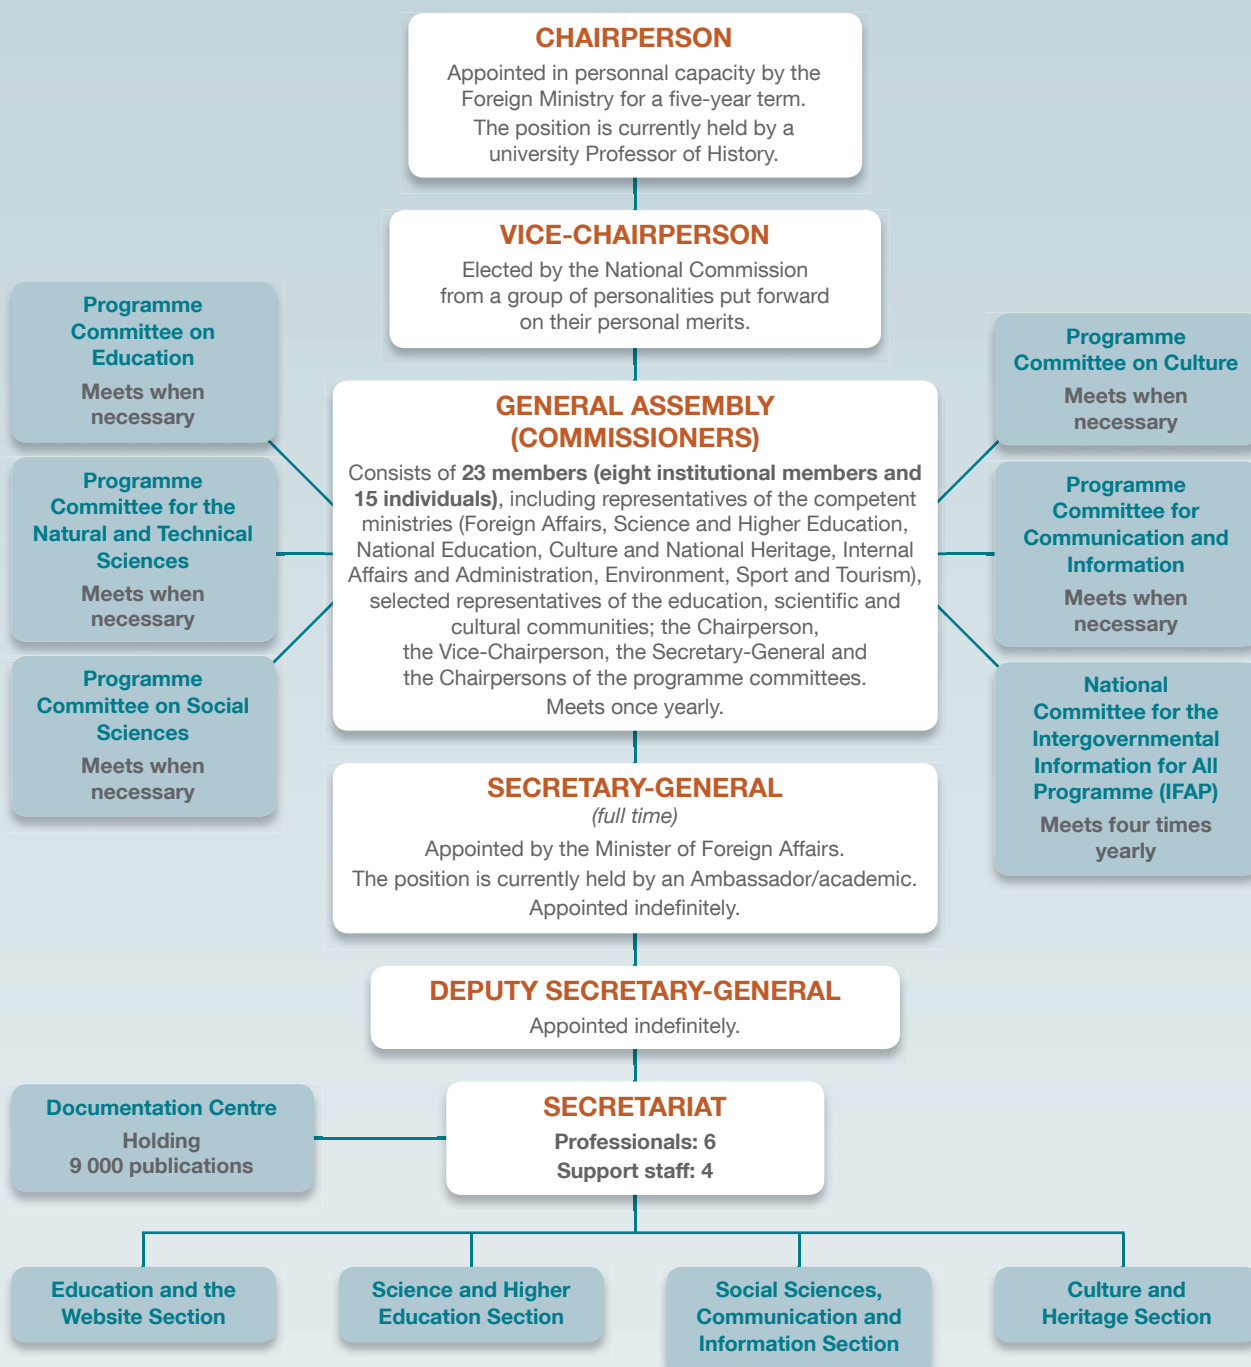 CHAIRPERSON
Appointed in personnal capacity by the
Foreign Ministry for a five-year term.
The position is currently held by a
university Professor of History.
VICE-CHAIRPERSON
Elected by the National Commission
from a group of personalities put forward
on their personal merits.
Programme
Committee on
Education
Meets when
necessary
Programme
Committee for the
Natural and Technical
Sciences
Meets when
necessary
Programme
Committee on Social
Sciences
Meets when
necessary
GENERAL ASSEMBLY
(COMMISSIONERS)
Consists of 23 members (eight institutional members and
15 individuals), including representatives of the competent
ministries (Foreign Affairs, Science and Higher Education,
National Education, Culture and National Heritage, Internal
Affairs and Administration, Environment, Sport and Tourism),
selected representatives of the education, scientific and
cultural communities; the Chairperson,
the Vice-Chairperson, the Secretary-General and
the Chairpersons of the programme committees.
Meets once yearly.
Programme
Committee on Culture
Meets when
necessary
Programme
Committee for
Communication and
Information
Meets when
necessary
National
Committee for the
Intergovernmental
Information for All
Programme (IFAP)
Meets four times
yearly
SECRETARY-GENERAL
(full time)
Appointed by the Minister of Foreign Affairs.
The position is currently held by an Ambassador/academic.
Appointed indefinitely.
DEPUTY SECRETARY-GENERAL
Appointed indefinitely.
Documentation Centre
Holding
9 000 publications
SECRETARIAT
Professionals: 6
Support staff: 4
Education and the
Website Section
Science and Higher
Education Section
Social Sciences,
Communication and
Information Section
Culture and
Heritage Section